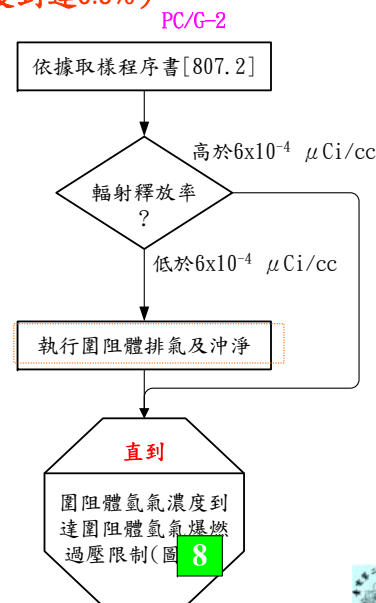 度到達6.5%)
PC/G-2
依據取樣程序書[807.2]
高於6x10⁻⁴ μCi/cc
輻射釋放率
?
低於6x10⁻⁴ μCi/cc
執行圍阻體排氣及沖淨
直到
圍阻體氫氣濃度到
達圍阻體氫氣爆燃
過壓限制(圖
8